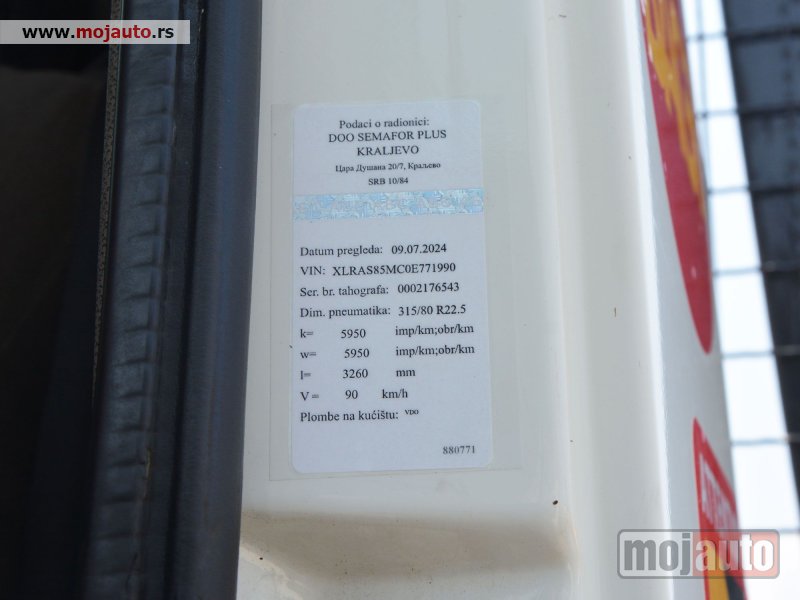 www.mojauto.rs
Podaci o radionici:
DOO SEMAFOR PLUS
KRALJEVO
Цара Душана 20/7, Краљево
SRB 10/84
Datum pregleda: 09.07.2024
VIN: XLRAS85MC0E771990
Ser. br. tahografa: 0002176543
Dim. pneumatika: 315/80 R22.5
k= 5950 imp/km;obr/km
w= 5950 imp/km;obr/km
l= 3260 mm
V= 90 km/h
Plombe na kućištu: VDO
880771
mojauto